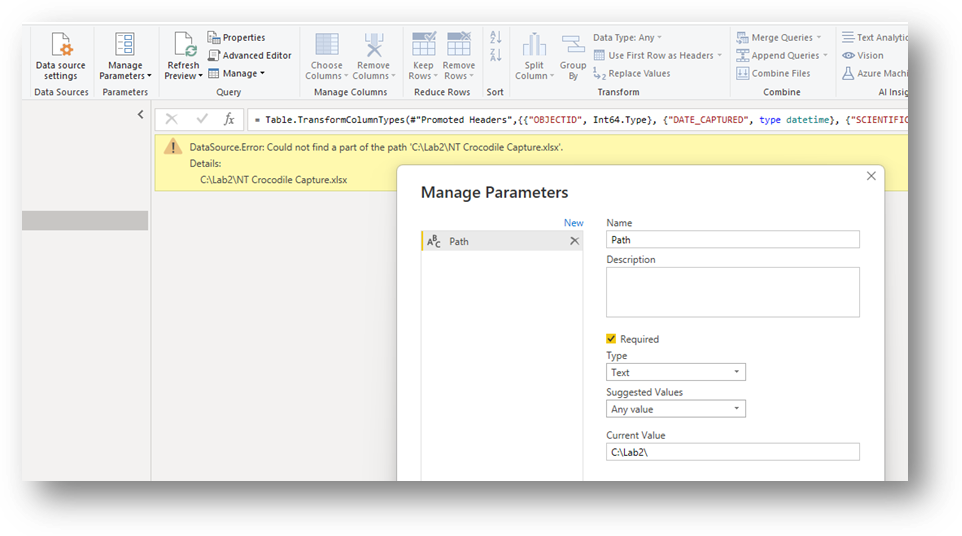 Data source settings
Manage Parameters
Refresh Preview
Properties
Advanced Editor
Manage
Choose Columns
Remove Columns
Keep Rows
Remove Rows
A
Z
Z
A
Split Column
Group By
Data Type: Any
Use First Row as Headers
1
2
Replace Values
Merge Queries
Append Queries
Combine Files
Text Analytic
Vision
Azure Machi
Data Sources
Parameters
Query
Manage Columns
Reduce Rows
Sort
Transform
Combine
AI Insig
fx
= Table.TransformColumnTypes(#"Promoted Headers",{{"OBJECTID", Int64.Type}, {"DATE_CAPTURED", type datetime}, {"SCIENTIFIC
DataSource.Error: Could not find a part of the path 'C:\Lab2\NT Crocodile Capture.xlsx'.
Details:
C:\Lab2\NT Crocodile Capture.xlsx
Manage Parameters
New
ABC Path
Name
Path
Description
Required
Type
Text
Suggested Values
Any value
Current Value
C:\Lab2\